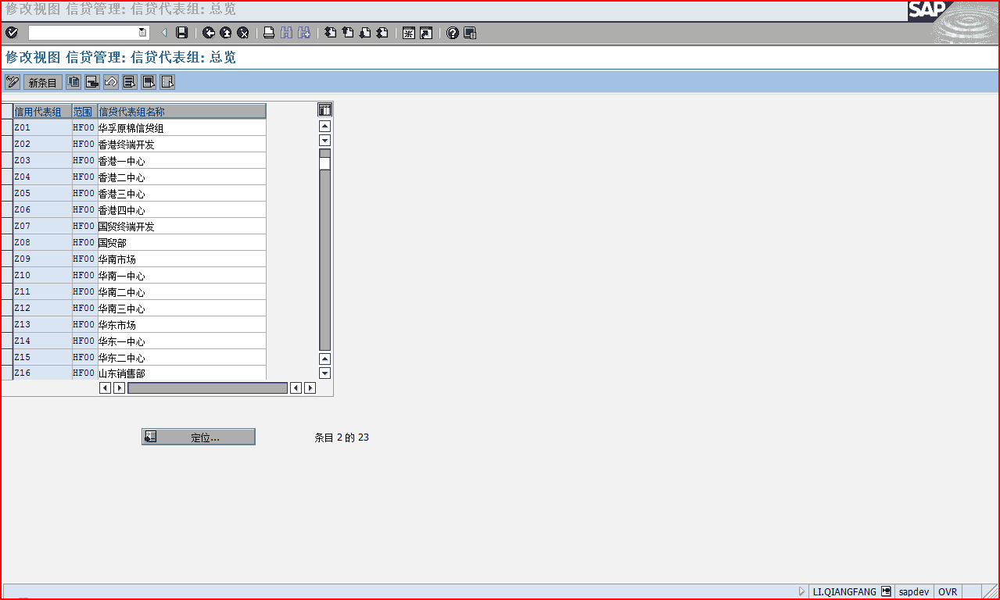 修改视图 信贷管理: 信贷代表组: 总览
SAP
修改视图 信贷管理: 信贷代表组: 总览
新条目
信用代表组 范围 信贷代表组名称
Z01 HF00 华孚原棉信贷组
Z02 HF00 香港终端开发
Z03 HF00 香港一中心
Z04 HF00 香港二中心
Z05 HF00 香港三中心
Z06 HF00 香港四中心
Z07 HF00 国贸终端开发
Z08 HF00 国贸部
Z09 HF00 华南市场
Z10 HF00 华南一中心
Z11 HF00 华南二中心
Z12 HF00 华南三中心
Z13 HF00 华东市场
Z14 HF00 华东一中心
Z15 HF00 华东二中心
Z16 HF00 山东销售部
定位... 条目 2 的 23
LI.QIANGFANG sapdev OVR